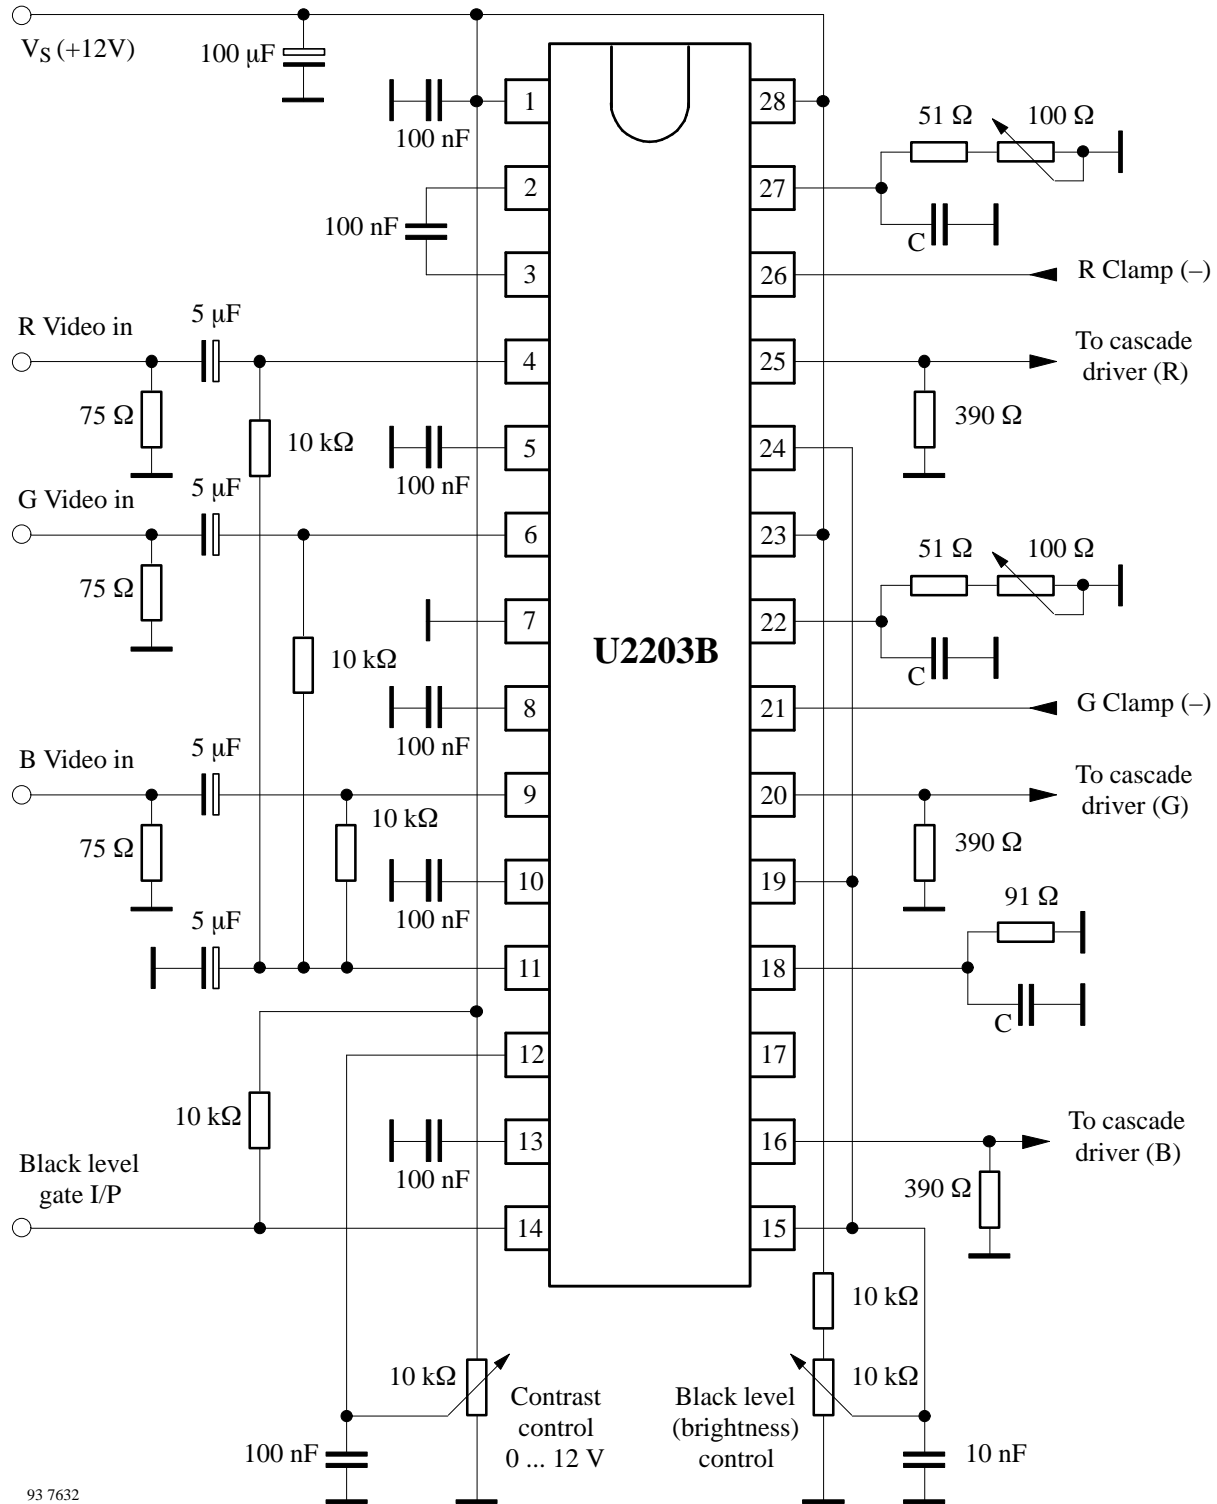 V_S (+12V)
100 μF
1
28
100 nF
51 Ω
100 Ω
2
27
100 nF
C
3
26
R Clamp (–)
5 μF
R Video in
4
25
To cascade
driver (R)
75 Ω
10 kΩ
390 Ω
5
24
100 nF
5 μF
G Video in
6
23
51 Ω
100 Ω
75 Ω
7
22
U2203B
10 kΩ
C
8
21
G Clamp (–)
100 nF
5 μF
B Video in
9
20
To cascade
driver (G)
10 kΩ
75 Ω
390 Ω
10
19
91 Ω
100 nF
5 μF
11
18
C
12
17
10 kΩ
13
16
To cascade
driver (B)
100 nF
Black level
gate I/P
390 Ω
14
15
10 kΩ
10 kΩ
Contrast
control
0 ... 12 V
Black level
(brightness)
control
10 kΩ
100 nF
10 nF
93 7632